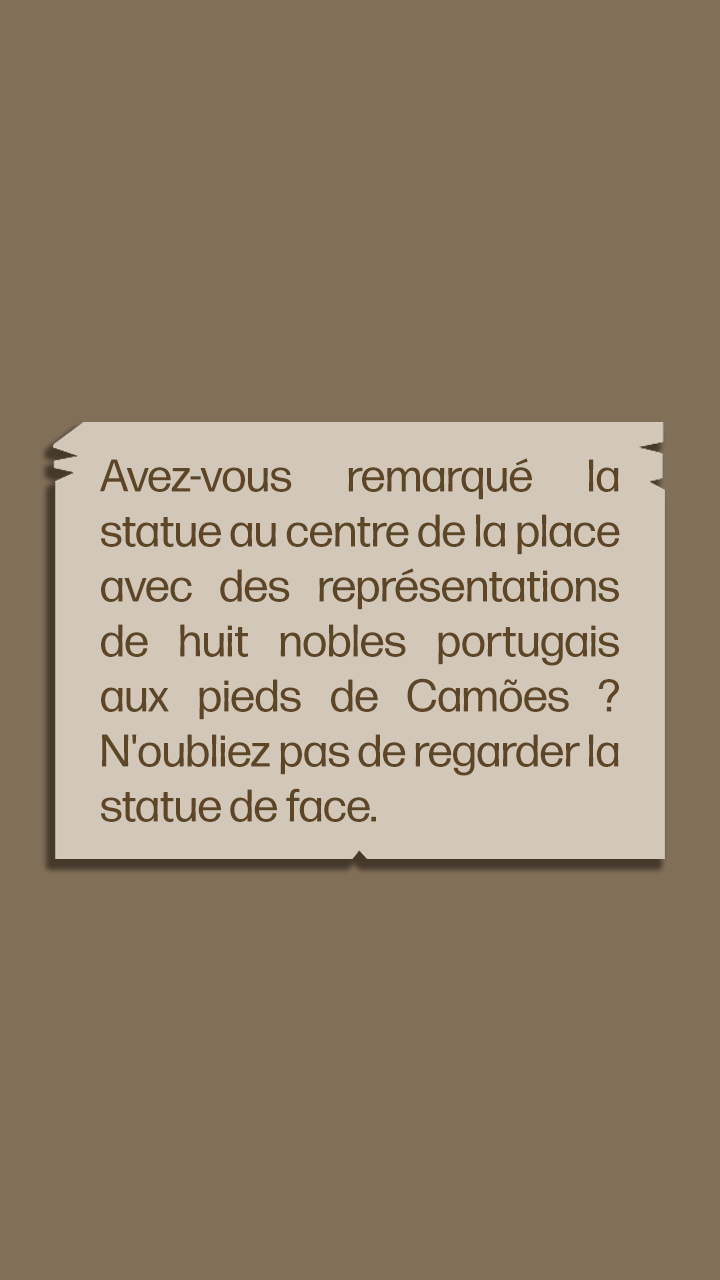 Avez-vous remarqué la
statue au centre de la place
avec des représentations
de huit nobles portugais
aux pieds de Camões ?
N'oubliez pas de regarder la
statue de face.